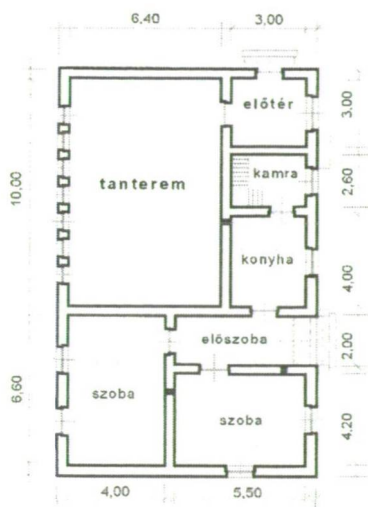 6,40
3,00
előtér
3,00
tanterem
kamra
10,00
2,60
konyha
4,00
előszoba
2,00
szoba
szoba
6,60
4,20
4,00
5,50